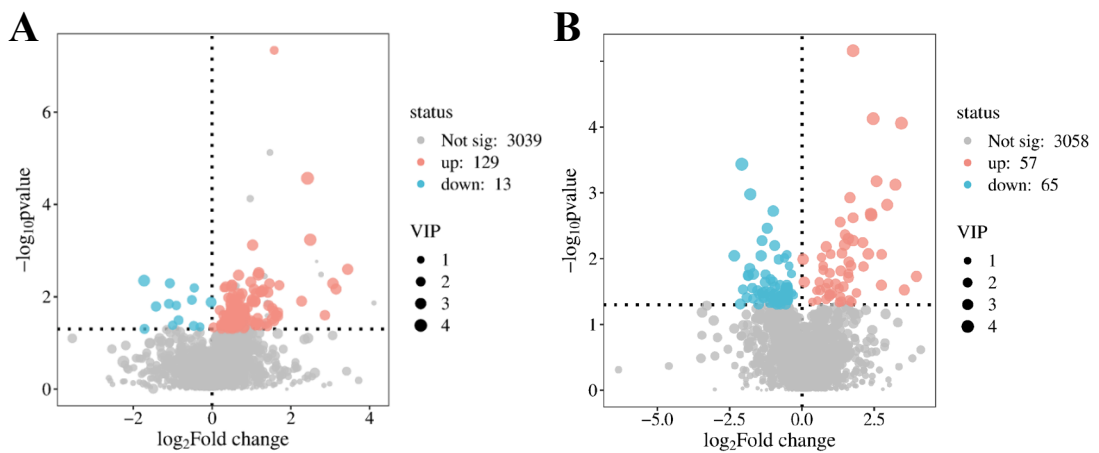 A
−log10pvalue
6
4
2
0
−2
0
2
4
log2Fold change
status
Not sig: 3039
up: 129
down: 13
VIP
1
2
3
4
B
−log10pvalue
4
3
2
1
0
−5.0
−2.5
0.0
2.5
log2Fold change
status
Not sig: 3058
up: 57
down: 65
VIP
1
2
3
4